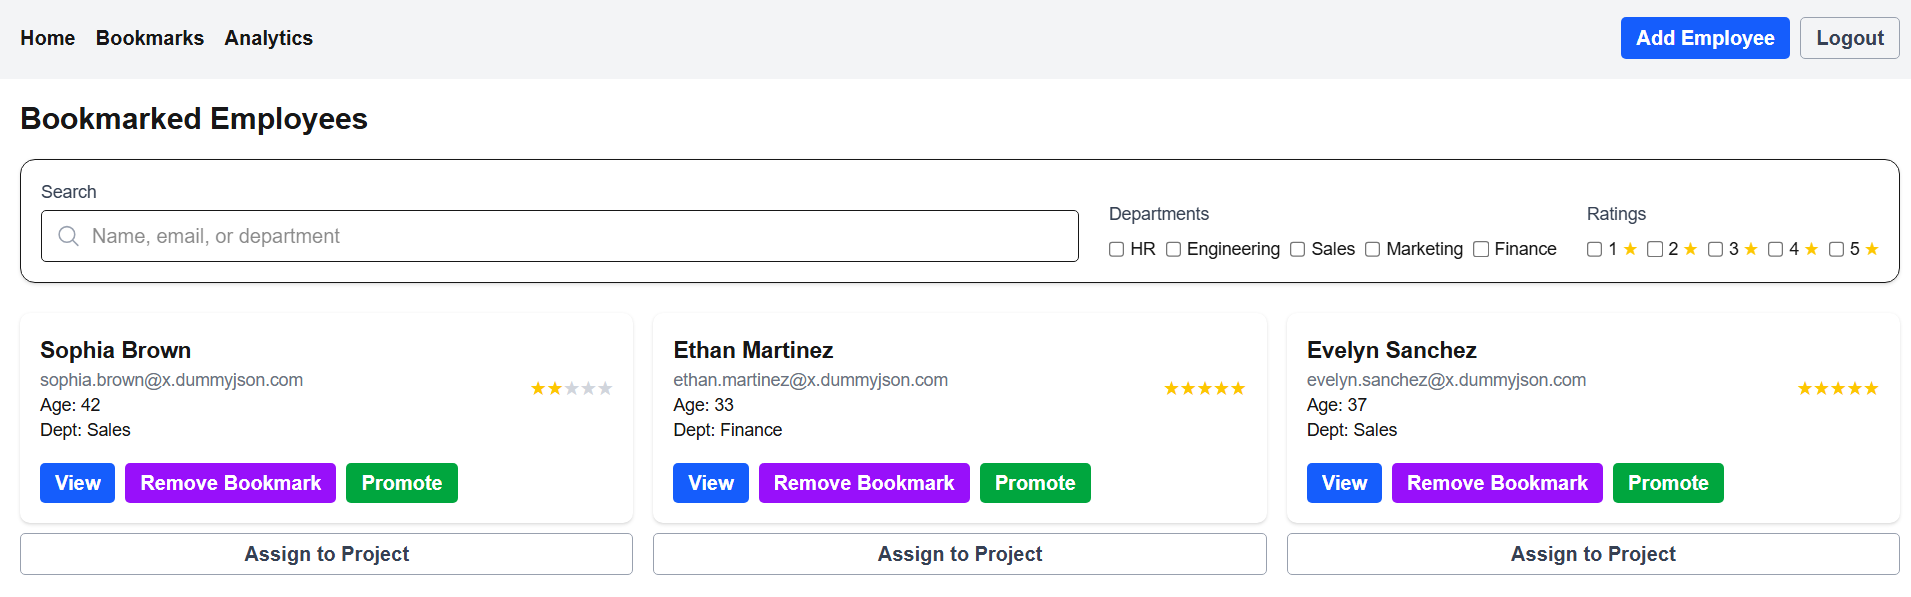 Home Bookmarks Analytics Add Employee Logout
Bookmarked Employees
Search
Name, email, or department
Departments
HR Engineering Sales Marketing Finance
Ratings
1 ★ 2 ★ 3 ★ 4 ★ 5 ★
Sophia Brown
sophia.brown@x.dummyjson.com
Age: 42
Dept: Sales
★★★★★
View Remove Bookmark Promote
Assign to Project
Ethan Martinez
ethan.martinez@x.dummyjson.com
Age: 33
Dept: Finance
★★★★★
View Remove Bookmark Promote
Assign to Project
Evelyn Sanchez
evelyn.sanchez@x.dummyjson.com
Age: 37
Dept: Sales
★★★★★
View Remove Bookmark Promote
Assign to Project